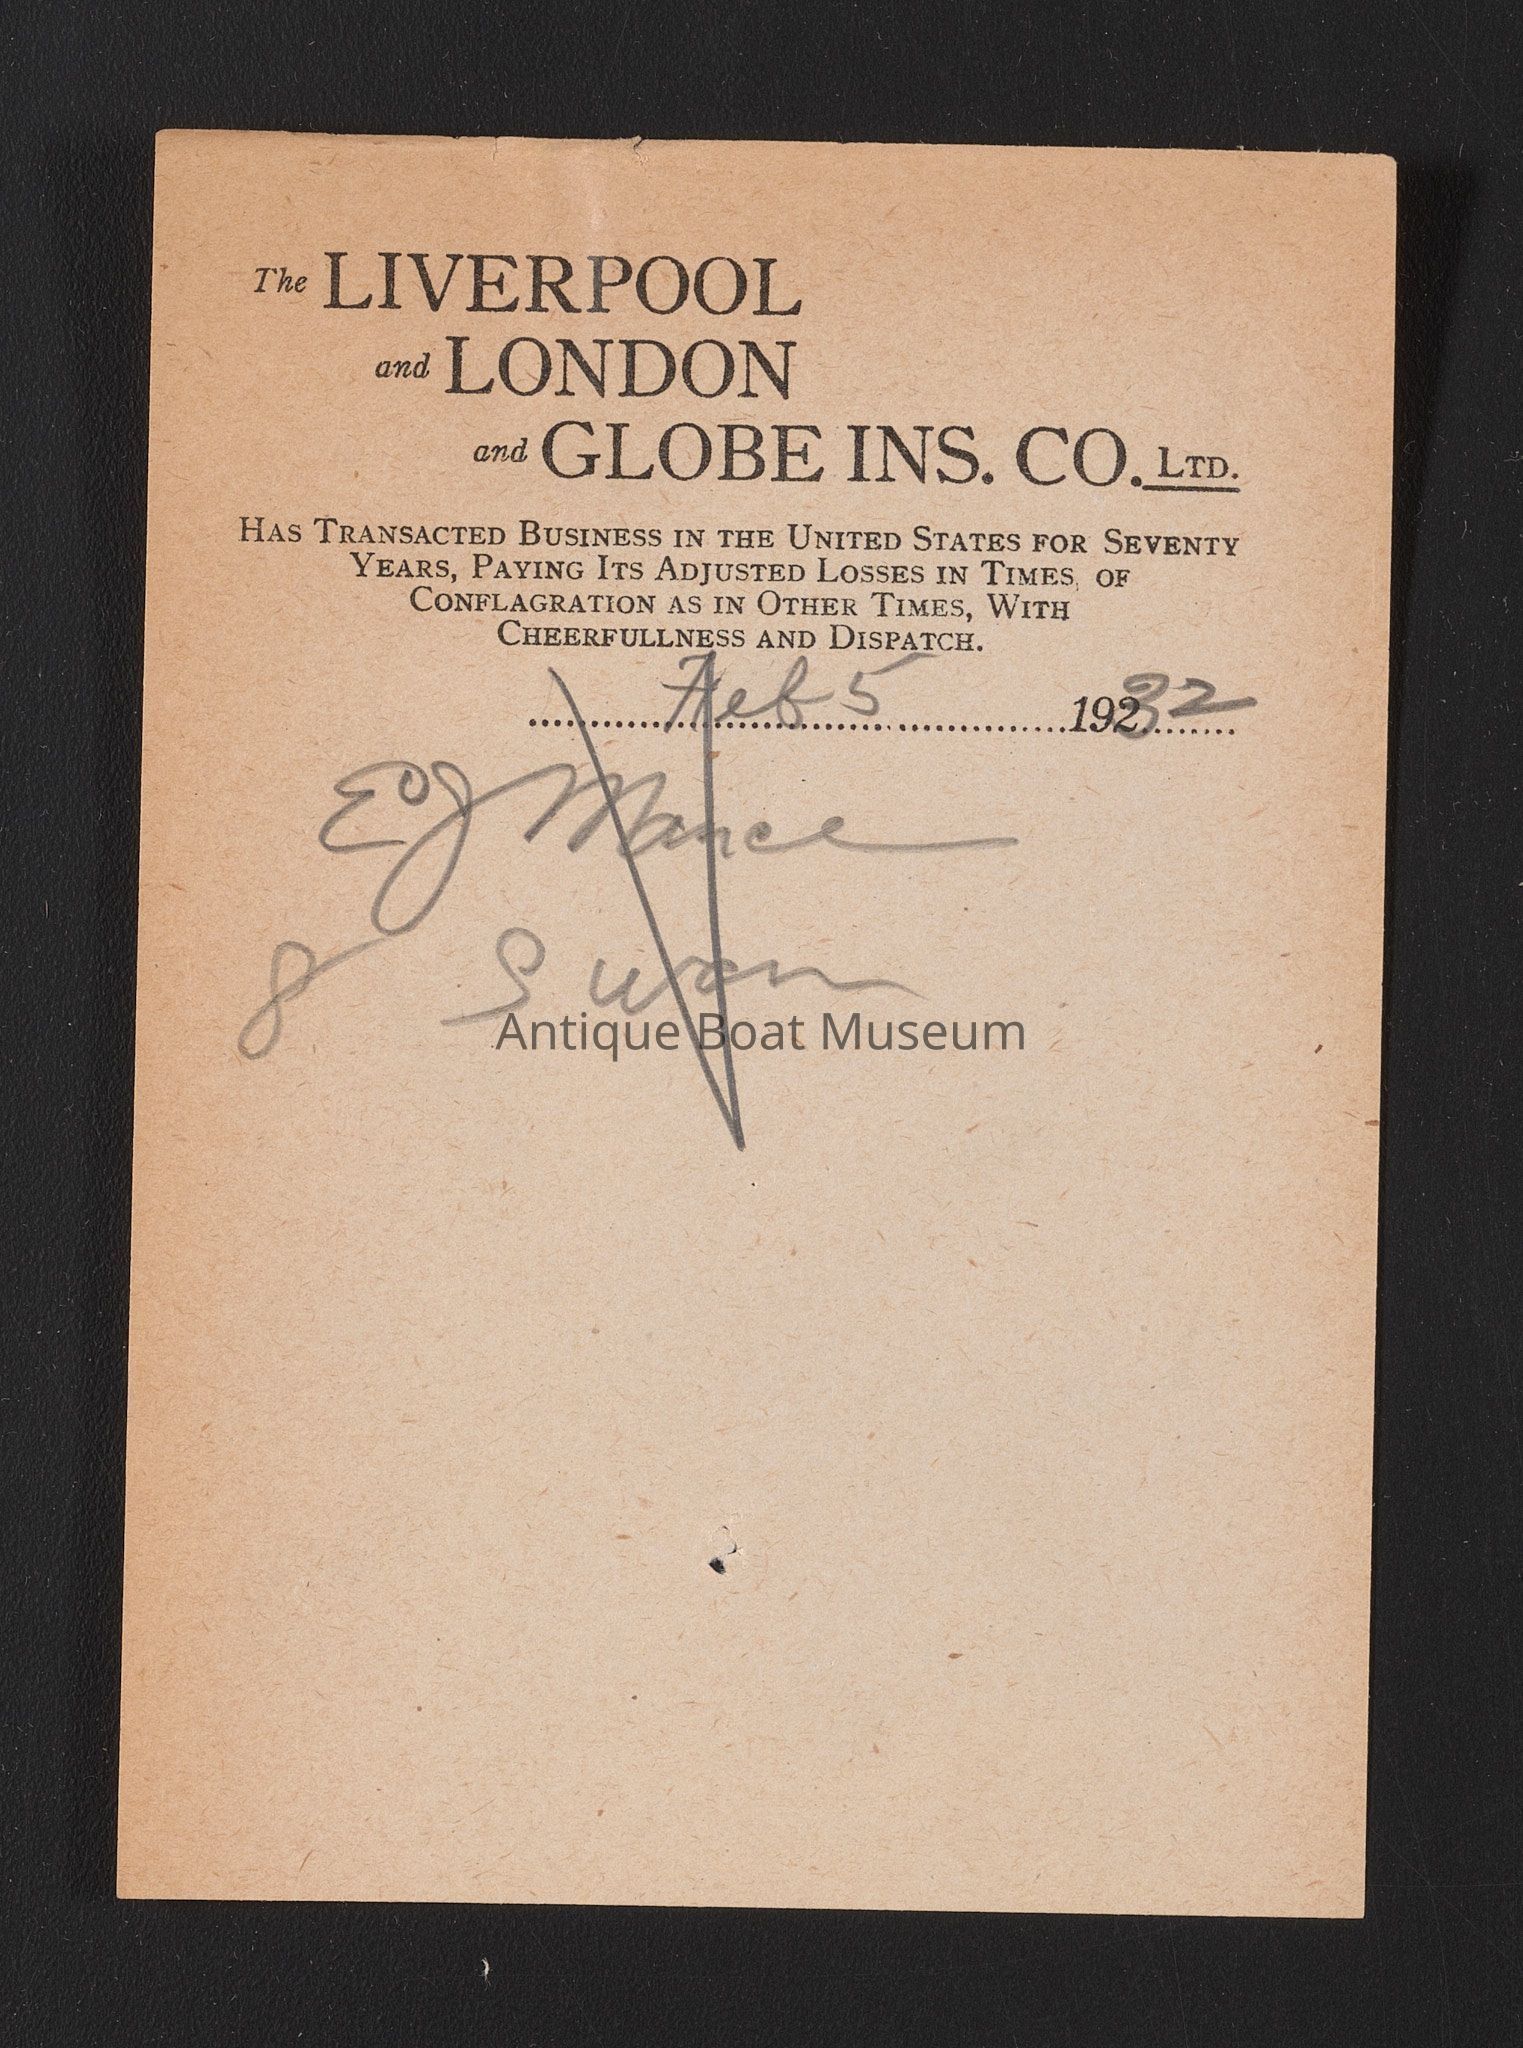 The LIVERPOOL
and LONDON
and GLOBE INS. CO. LTD.
HAS TRANSACTED BUSINESS IN THE UNITED STATES FOR SEVENTY
YEARS, PAYING ITS ADJUSTED LOSSES IN TIMES OF
CONFLAGRATION AS IN OTHER TIMES, WITH
CHEERFULLNESS AND DISPATCH.
Feb 5 19232
Mance
8 Swan
Antique Boat Museum